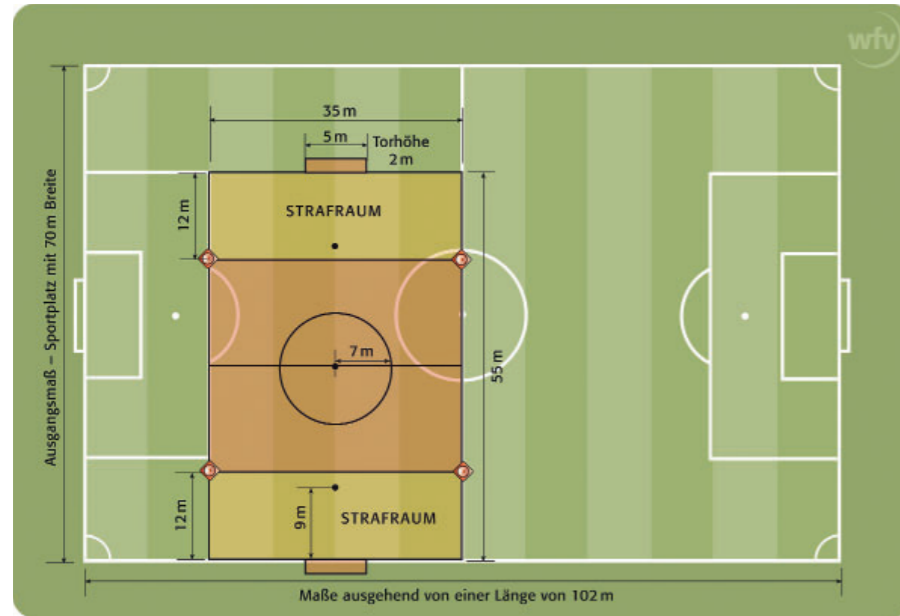 wfv
35 m
5 m
Torhöhe
2 m
12 m
STRAFRAUM
Ausgangsmaß – Sportplatz mit 70 m Breite
7 m
55 m
12 m
9 m
STRAFRAUM
Maße ausgehend von einer Länge von 102 m